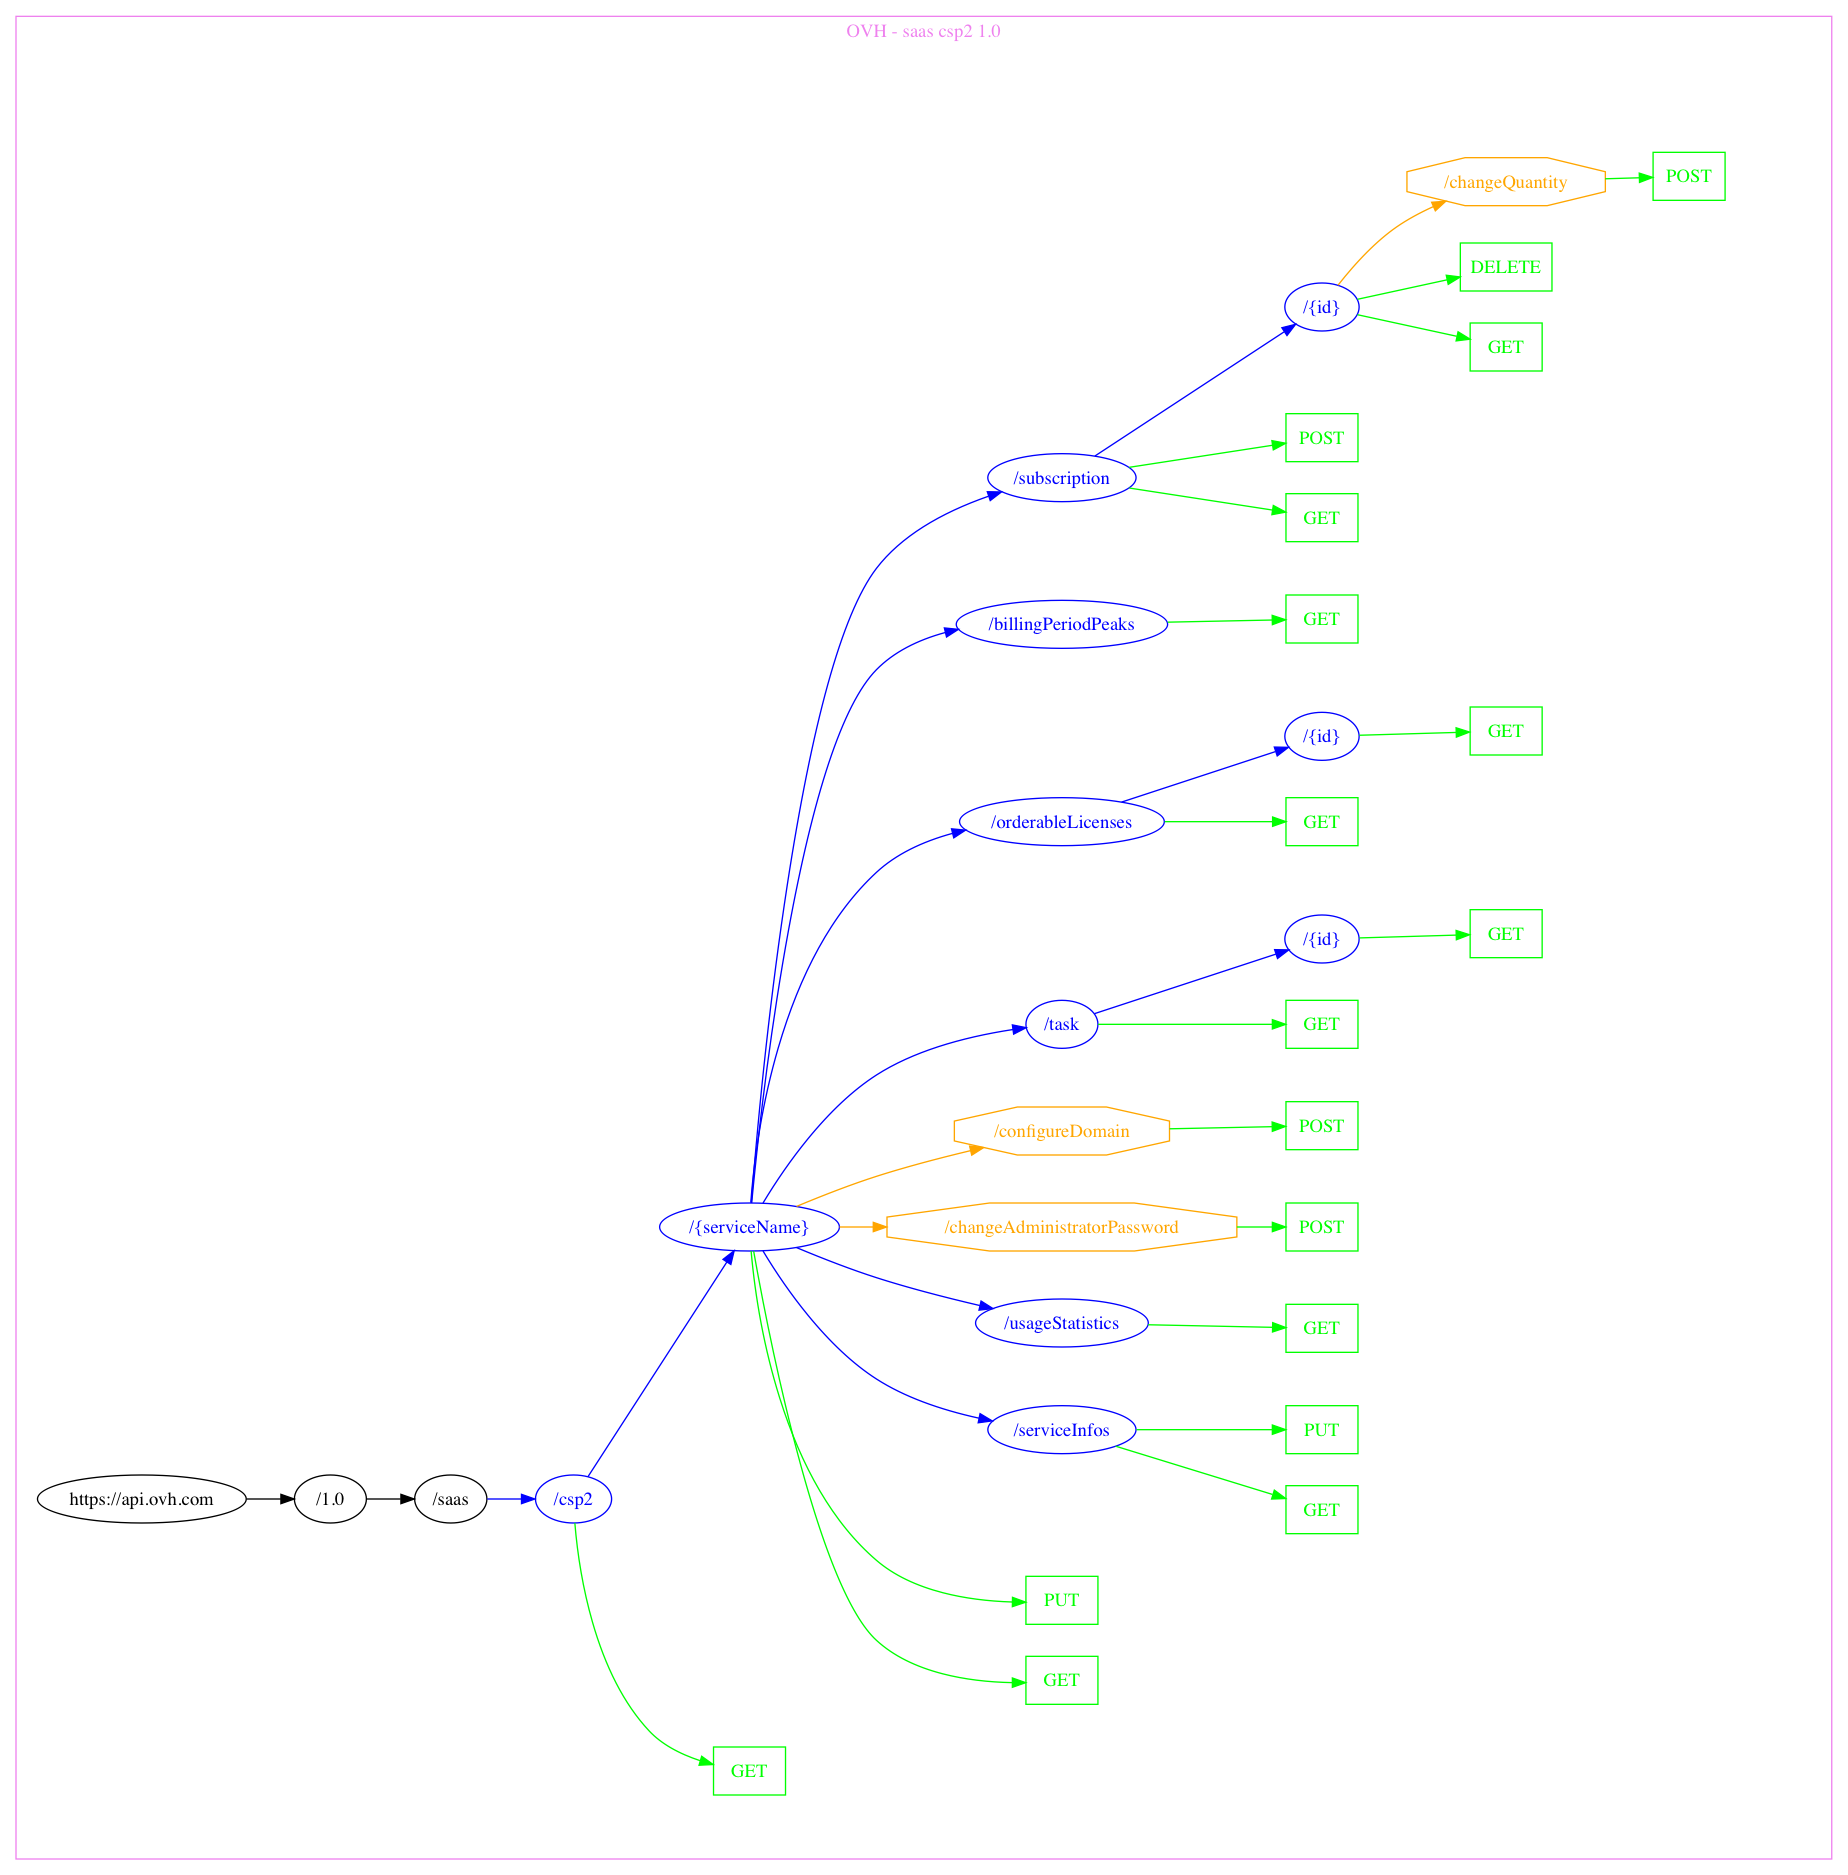 OVH - saas csp2 1.0
/changeQuantity
POST
DELETE
/{id}
GET
POST
/subscription
GET
/billingPeriodPeaks
GET
/{id}
GET
/orderableLicenses
GET
/{id}
GET
/task
GET
/configureDomain
POST
/{serviceName}
/changeAdministratorPassword
POST
/usageStatistics
GET
/serviceInfos
PUT
https://api.ovh.com
/1.0
/saas
/csp2
GET
PUT
GET
GET